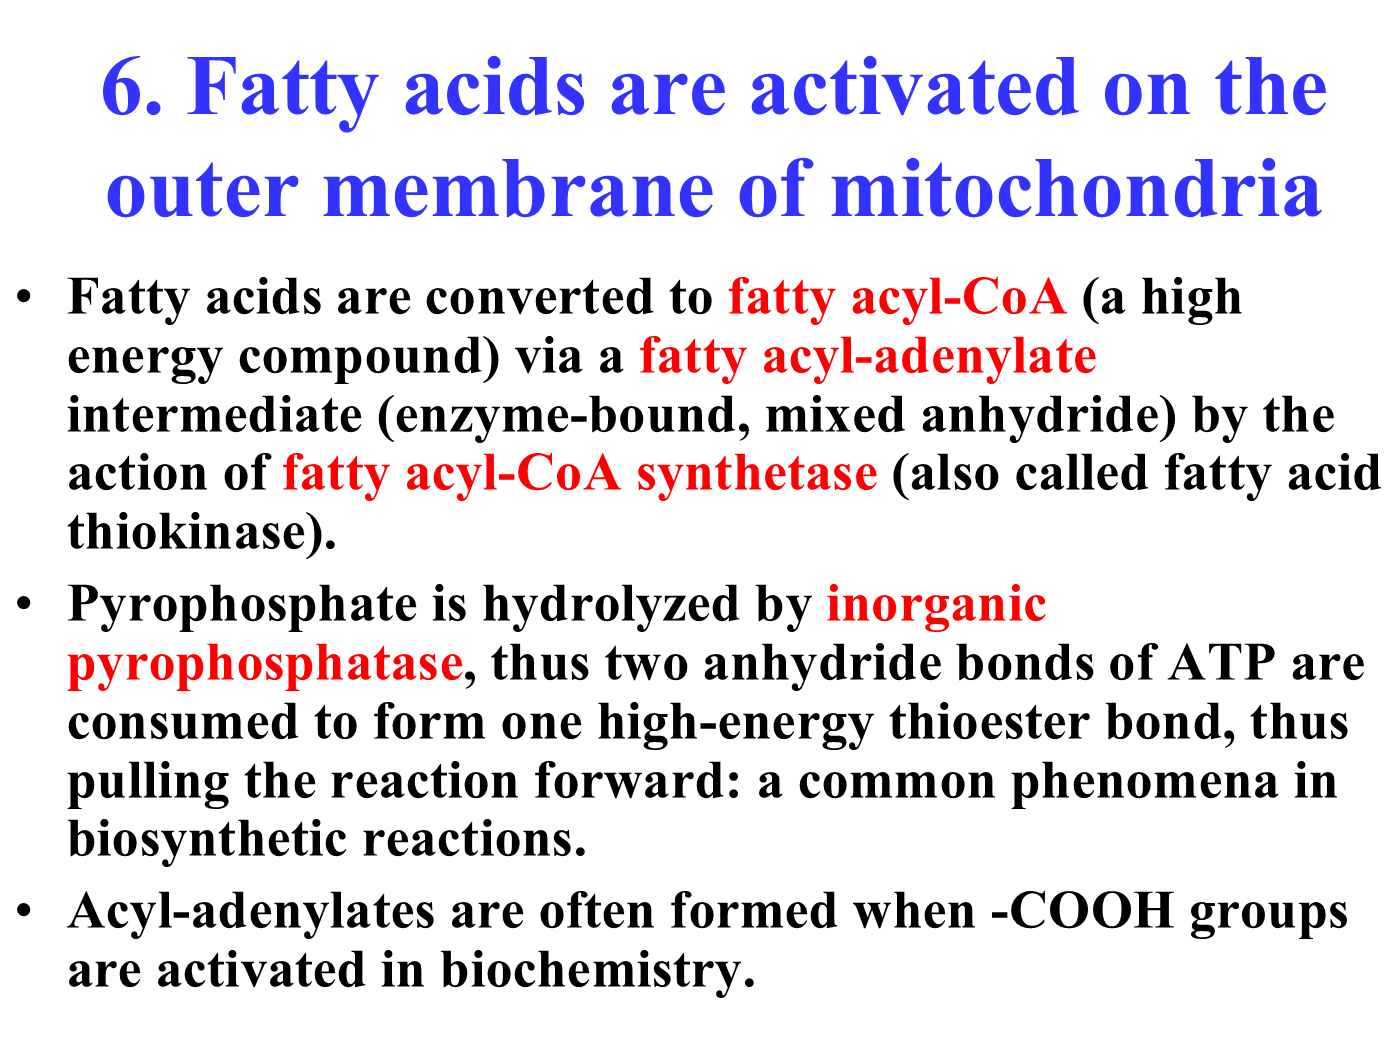 6. Fatty acids are activated on the
outer membrane of mitochondria
• Fatty acids are converted to fatty acyl-CoA (a high
energy compound) via a fatty acyl-adenylate
intermediate (enzyme-bound, mixed anhydride) by the
action of fatty acyl-CoA synthetase (also called fatty acid
thiokinase).
• Pyrophosphate is hydrolyzed by inorganic
pyrophosphatase, thus two anhydride bonds of ATP are
consumed to form one high-energy thioester bond, thus
pulling the reaction forward: a common phenomena in
biosynthetic reactions.
• Acyl-adenylates are often formed when -COOH groups
are activated in biochemistry.